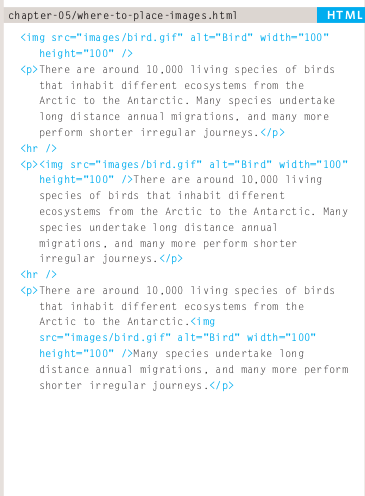 chapter-05/where-to-place-images.html HTML
<img src="images/bird.gif" alt="Bird" width="100"
height="100" />
<p>There are around 10,000 living species of birds
that inhabit different ecosystems from the
Arctic to the Antarctic. Many species undertake
long distance annual migrations, and many more
perform shorter irregular journeys.</p>
<hr />
<p><img src="images/bird.gif" alt="Bird" width="100"
height="100" />There are around 10,000 living
species of birds that inhabit different
ecosystems from the Arctic to the Antarctic. Many
species undertake long distance annual
migrations, and many more perform shorter
irregular journeys.</p>
<hr />
<p>There are around 10,000 living species of birds
that inhabit different ecosystems from the
Arctic to the Antarctic.<img
src="images/bird.gif" alt="Bird" width="100"
height="100" />Many species undertake long
distance annual migrations, and many more perform
shorter irregular journeys.</p>